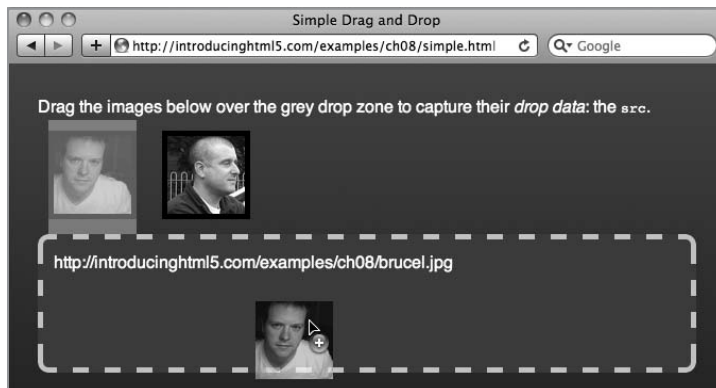 Simple Drag and Drop
http://introducinghtml5.com/examples/ch08/simple.html
Google
Drag the images below over the grey drop zone to capture their drop data: the src.
http://introducinghtml5.com/examples/ch08/brucel.jpg